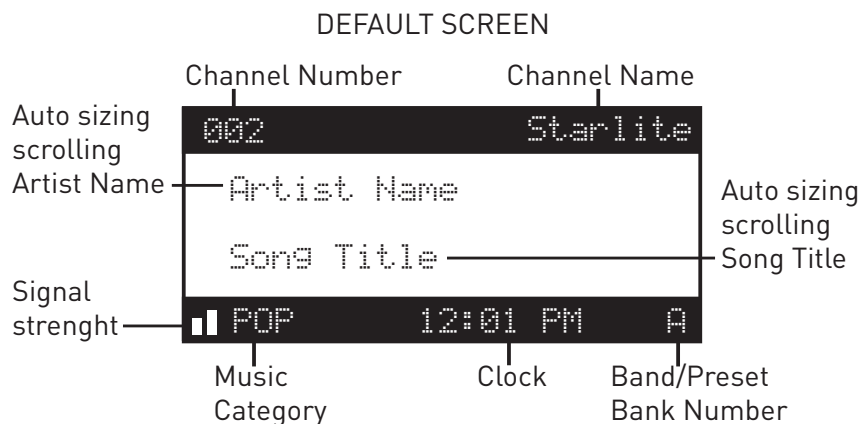 DEFAULT SCREEN
Channel Number
Channel Name
Auto sizing
scrolling
Artist Name
002
Starlite
Artist Name
Song Title
Auto sizing
scrolling
Song Title
Signal
strenght
POP
12:01 PM
A
Music
Category
Clock
Band/Preset
Bank Number